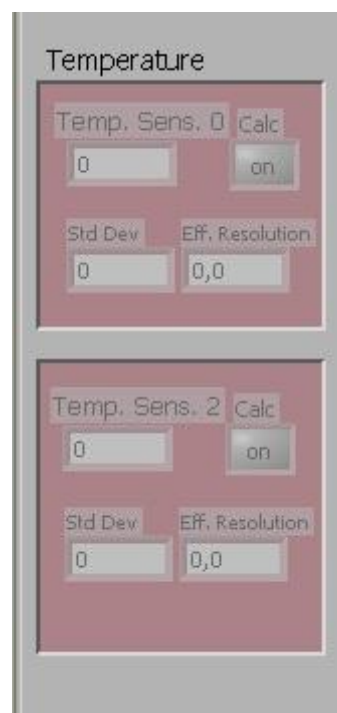 Temperature
Temp. Sens. 0 Calc
0 on
Std Dev Eff. Resolution
0 0,0
Temp. Sens. 2 Calc
0 on
Std Dev Eff. Resolution
0 0,0